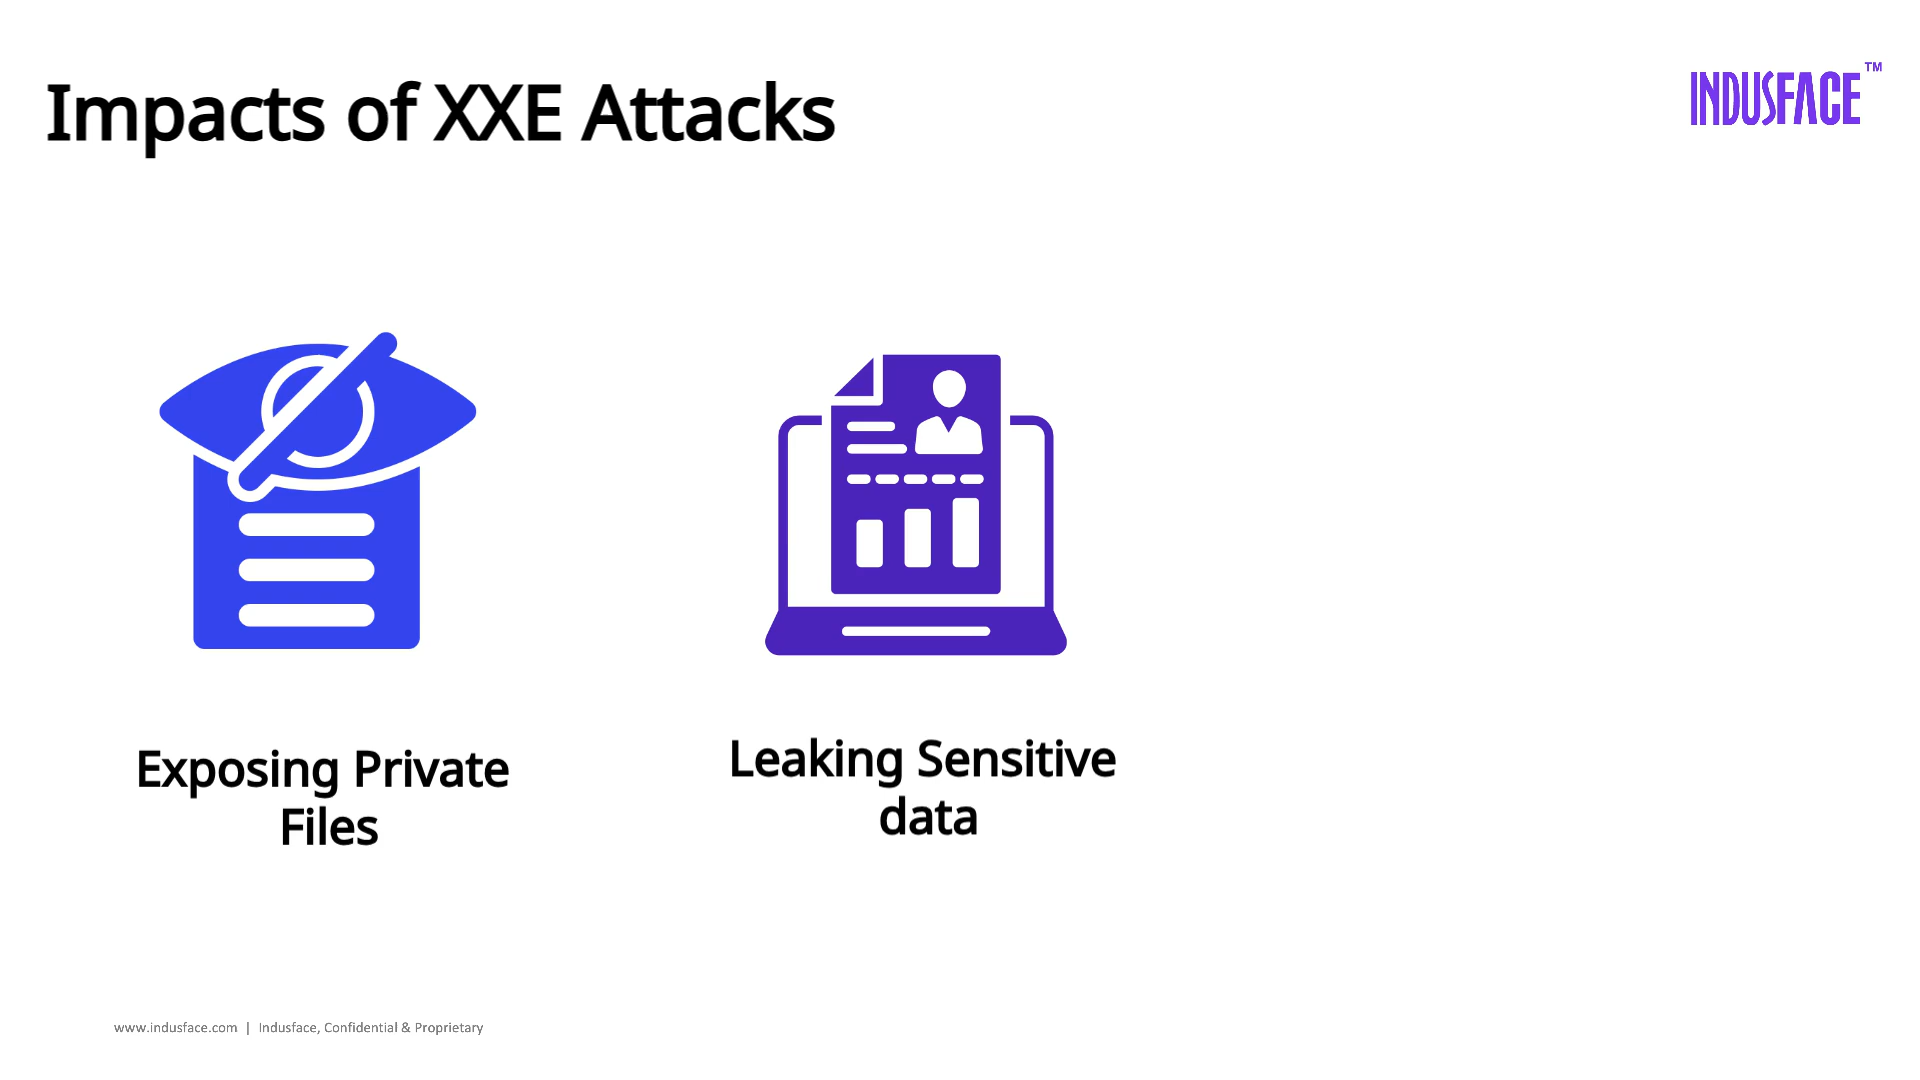 Impacts of XXE Attacks
INDUSFACE™
Exposing Private
Files
Leaking Sensitive
data
www.indusface.com | Indusface, Confidential & Proprietary